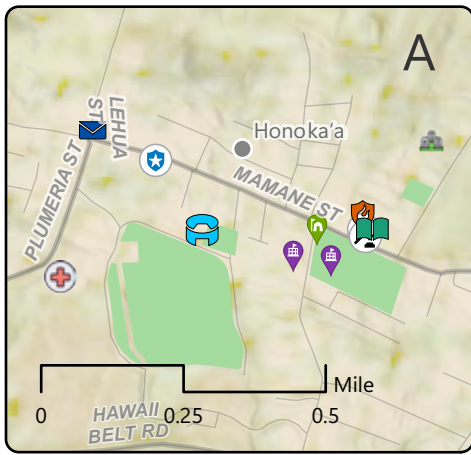 A
LEHUA
ST
Honoka'a
PLUMERIA ST
MAMANE ST
Mile
0
0.25
0.5
HAWAII
BELT RD